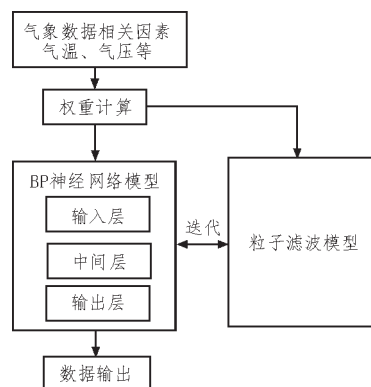 气象数据相关因素
气温、气压等
权重计算
BP神经网络模型
输入层
中间层
输出层
迭代
粒子滤波模型
数据输出